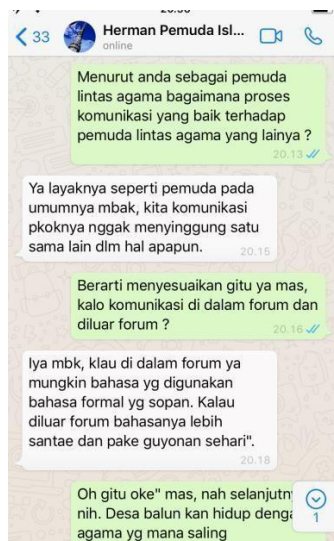 33
Herman Pemuda Isl...
online
Menurut anda sebagai pemuda
lintas agama bagaimana proses
komunikasi yang baik terhadap
pemuda lintas agama yang lainya ?
20.13
Ya layaknya seperti pemuda pada
umumnya mbak, kita komunikasi
pkoknya nggak menyinggung satu
sama lain dlm hal apapun.
20.15
Berarti menyesuaikan gitu ya mas,
kalo komunikasi di dalam forum dan
diluar forum ?
20.16
Iya mbk, klau di dalam forum ya
mungkin bahasa yg digunakan
bahasa formal yg sopan. Kalau
diluar forum bahasanya lebih
santae dan pake guyonan sehari".
20.18
Oh gitu oke" mas, nah
nih. Desa balun kan hidup
agama yg mana saling
1